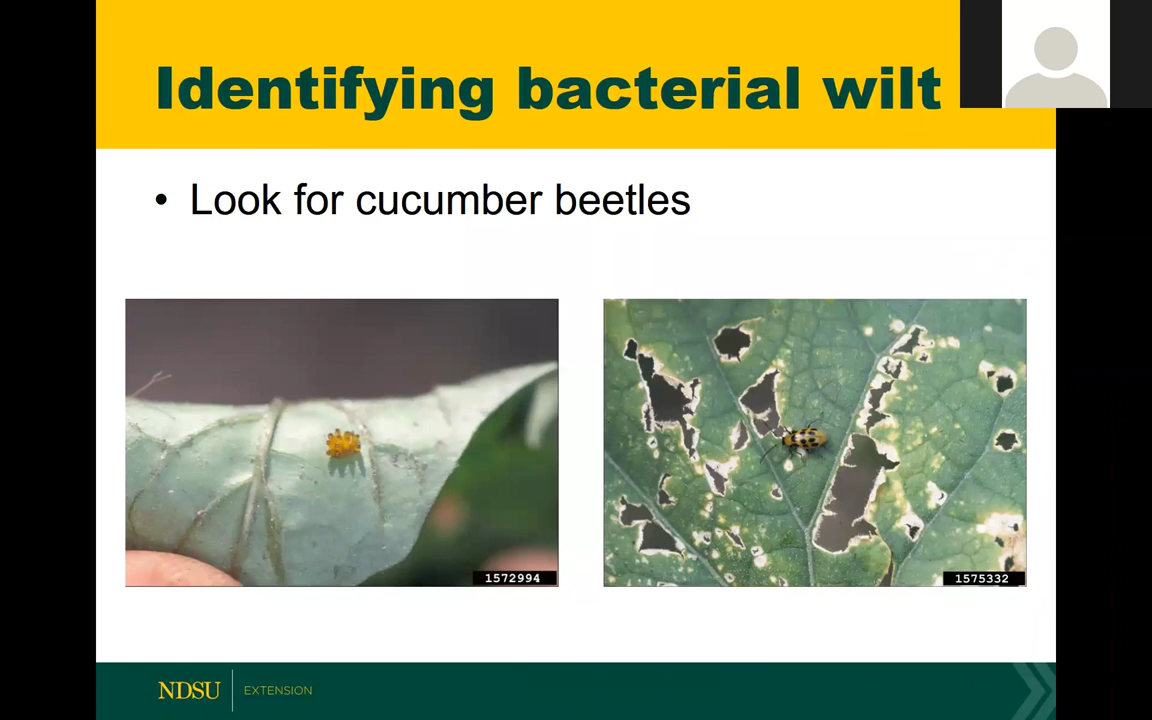 Identifying bacterial wilt
• Look for cucumber beetles
1572994
1575332
NDSU EXTENSION